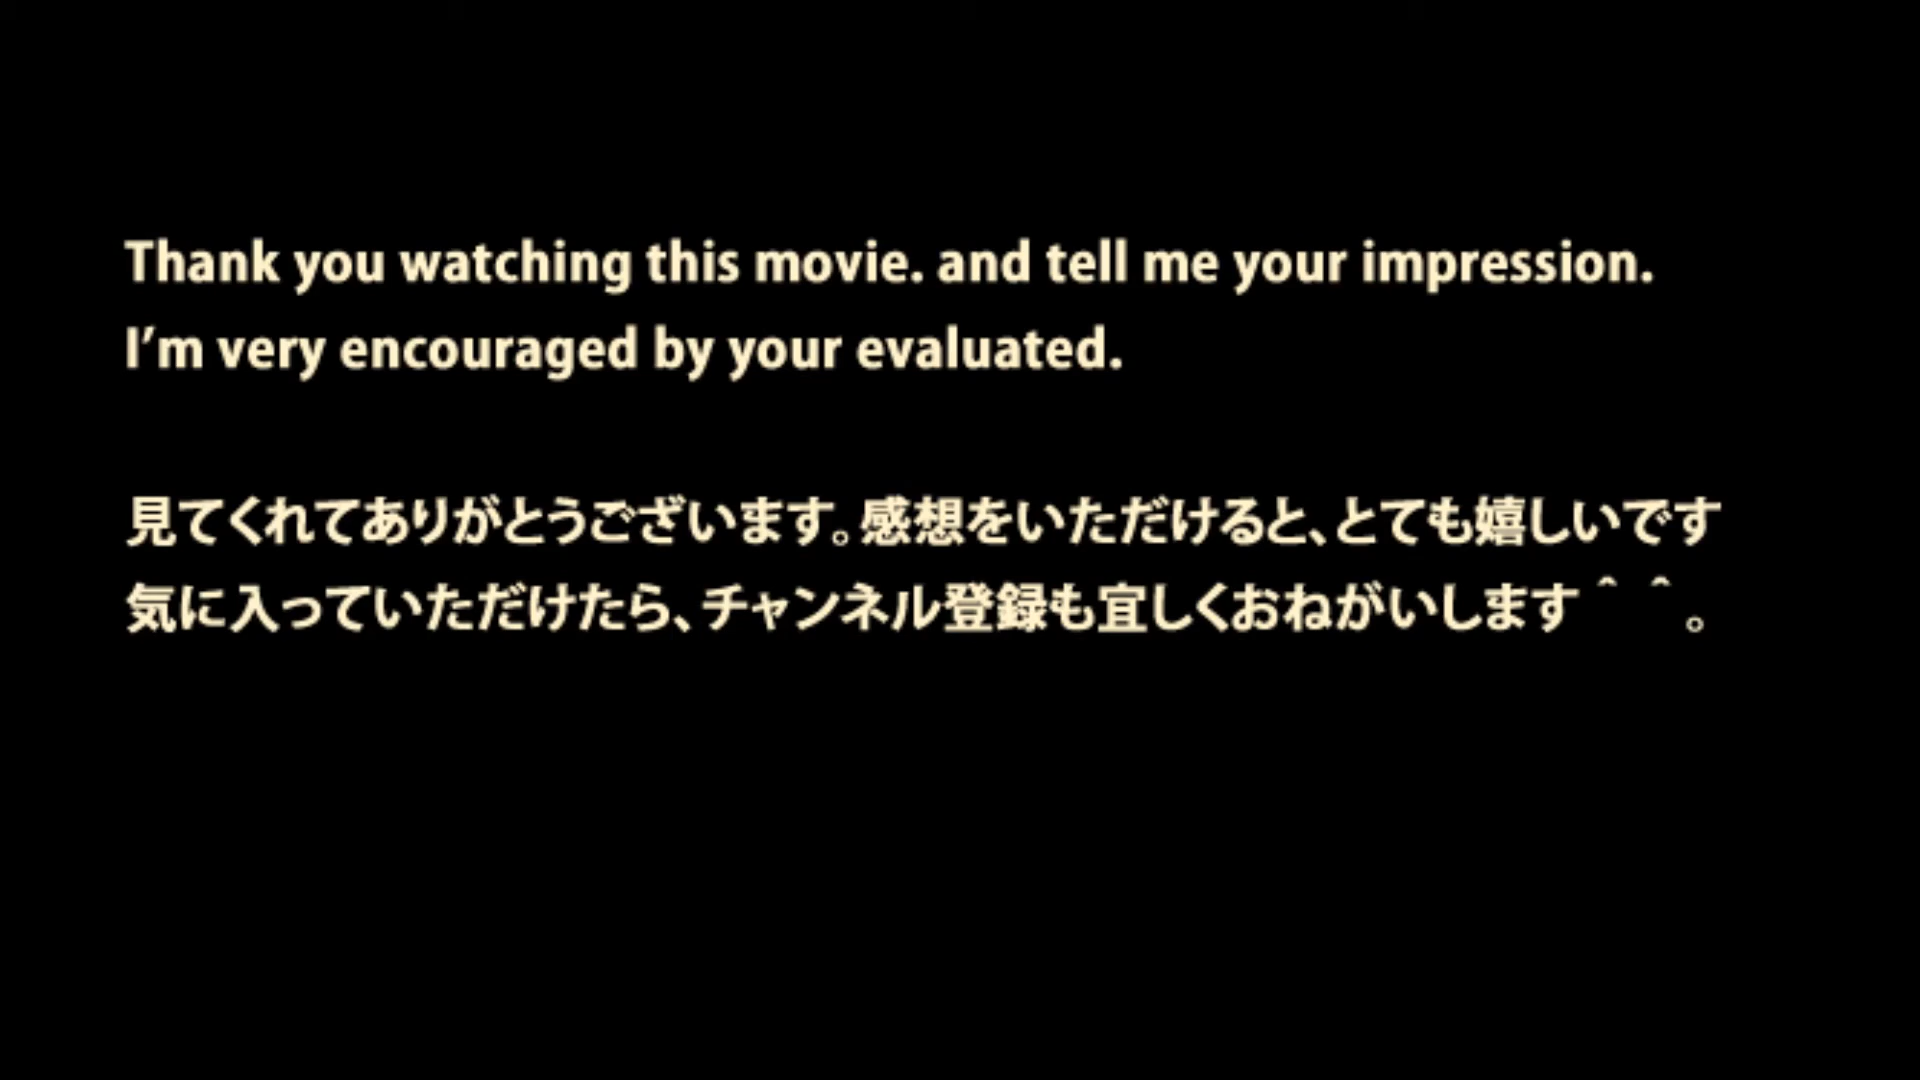 Thank you watching this movie. and tell me your impression.
I’m very encouraged by your evaluated.
見てくれてありがとうございます。感想をいただけると、とても嬉しいです
気に入っていただけたら、チャンネル登録も宜しくおねがいします＾＾。